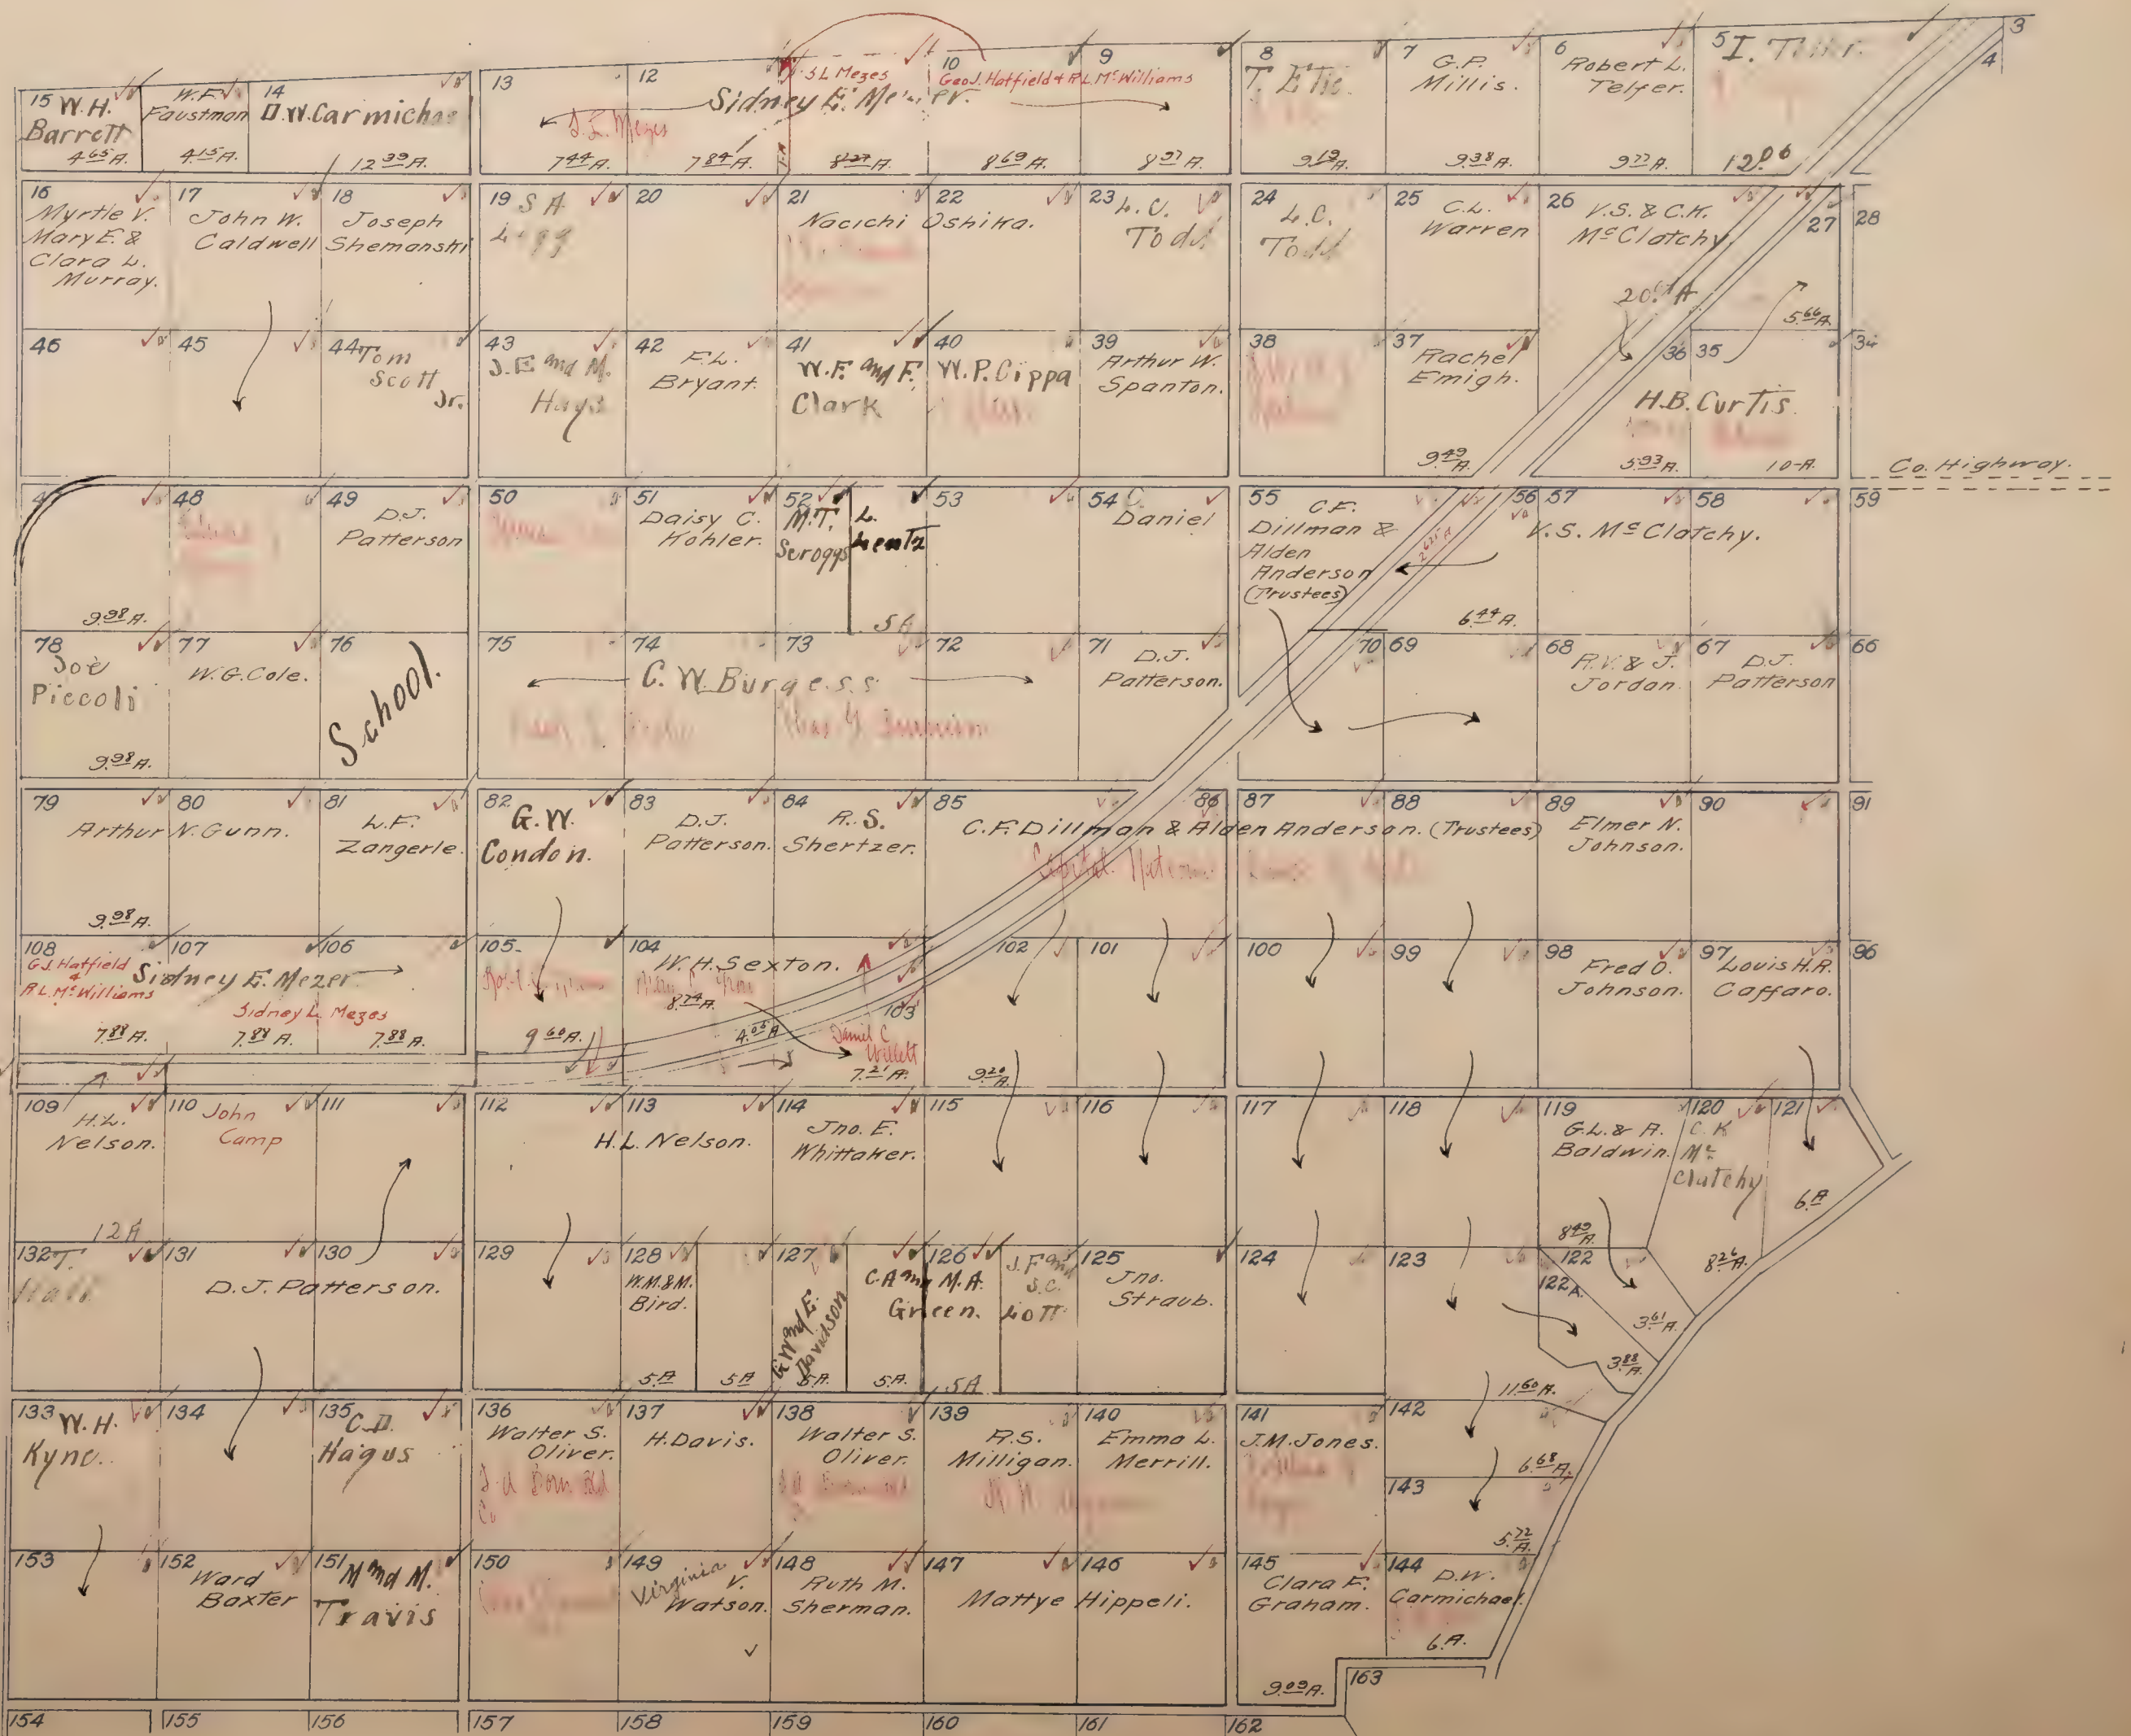 3
4
15 W.H.
Barrett
4.65 A.
W.F.
Faustman
4.15 A.
14
D.W. Carmichael
12.99 A.
13
7.44 A.
12
7.84 A.
S.L. Mezes
Sidney E.
S.L. Mezes
1-A
8.27 A.
10
Geo J. Hatfield & R L McWilliams
8.69 A.
9
8.97 A.
8
9.19 A.
7
G.P.
Millis.
9.38 A.
6
Robert L.
Telfer.
9.77 A.
5
I.
12.06
16
Myrtle V.
Mary E. &
Clara L.
Murray.
17
John W.
Caldwell
18
Joseph
Shemanski
19 S A
20
21
Nacichi Oshika.
22
23 L.C.
Todd
24
L.C.
Todd
25
C.L.
Warren
26
V.S. & C.K.
McClatchy
27
28
5.66 A.
46
45
44 Tom
Scott
Jr.
43
J.E and M.
Hays
42
F.L.
Bryant.
41
W.F. and F.
Clark
40
W.P. Cippa
39
Arthur W.
Spanton.
38
37
Rachel
Emigh.
9.49 A.
36
35
34
H.B. Curtis.
5.93 A.
10-A.
Co. Highway.
9.98 A.
48
49
D.J.
Patterson
50
51
Daisy C.
Kohler.
52
M.T.
Scroggs
L.
Lentz
5 A
53
54 C.
Daniel
55
C.F.
Dillman &
Alden
Anderson
(Trustees)
56
57
V.S. McClatchy.
6.44 A.
58
59
78
Joe
Piccoli
9.98 A.
77
W.G. Cole.
76
School.
75
74
C. W. Burgess
73
72
71
D.J.
Patterson.
70
69
68
R.V. & J.
Jordan.
67
D.J.
Patterson
66
79
80
Arthur N. Gunn.
9.98 A.
81
L.F.
Zangerle.
82
G.W.
Condon.
83
D.J.
Patterson.
84
R.S.
Shertzer.
85
86
87
88
C.F. Dillman & Alden Anderson. (Trustees)
Capital
89
Elmer N.
Johnson.
90
91
108
G J. Hatfield
&
R L. McWilliams
7.88 A.
107
Sidney E. Mezer
Sidney L. Mezes
7.88 A.
106
7.88 A.
105
9.60 A.
104
W.H. Sexton.
8.74 A.
4.05 A
103
Daniel C.
Willett
7.21 A.
102
9.20 A.
101
100
99
98
Fred O.
Johnson.
97
Louis H.R.
Caffaro.
96
109
H.L.
Nelson.
12 A
110
John
Camp
111
112
113
H.L. Nelson.
114
Jno. E.
Whittaker.
115
116
117
118
119
G.L. & A.
Baldwin.
8.49 A.
120
C. K
Mc
Clatchy
8.26 A.
121
6. A
132 T.
Hall
131
D.J. Patterson.
130
129
128
W.M. & M.
Bird.
5. A
5 A
127
G W and E.
Davidson
5. A.
C.A and M.A.
Green.
5. A.
126
5 A
J.F and
S.C.
Lott
125
Jno.
Straub.
124
123
11.60 A.
122
3.61 A.
122 A.
3.88 A.
133 W.H.
Kyne.
134
135 C.D.
Hagus
136
Walter S.
Oliver.
137
H. Davis.
138
Walter S.
Oliver.
139
R.S.
Milligan.
140
Emma L.
Merrill.
141
J.M. Jones.
142
6.68 A.
143
5.72 A.
153
152
Ward
Baxter
151
M and M.
Travis
150
149
Virginia V.
Watson.
148
Ruth M.
Sherman.
147
146
Mattye Hippeli.
145
Clara F.
Graham.
9.09 A.
144
D.W.
Carmichael.
6. A.
163
154
155
156
157
158
159
160
161
162